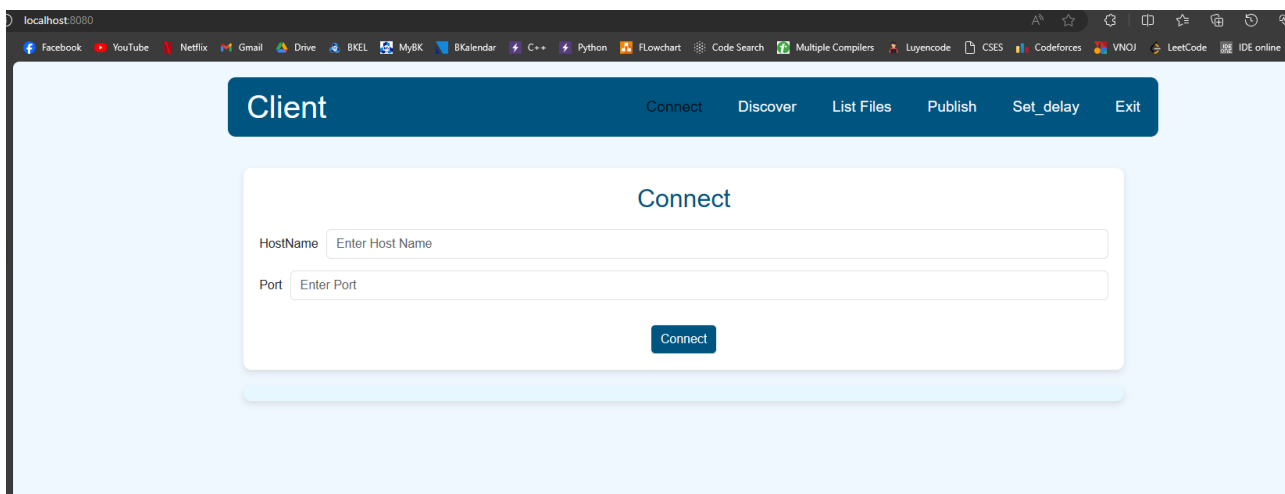 localhost:8080
Facebook YouTube Netflix Gmail Drive BKEL MyBK BKalendar C++ Python FLowchart Code Search Multiple Compilers Luyencode CSES Codeforces VNOJ LeetCode IDE online
Client Connect Discover List Files Publish Set_delay Exit
Connect
HostName Enter Host Name
Port Enter Port
Connect